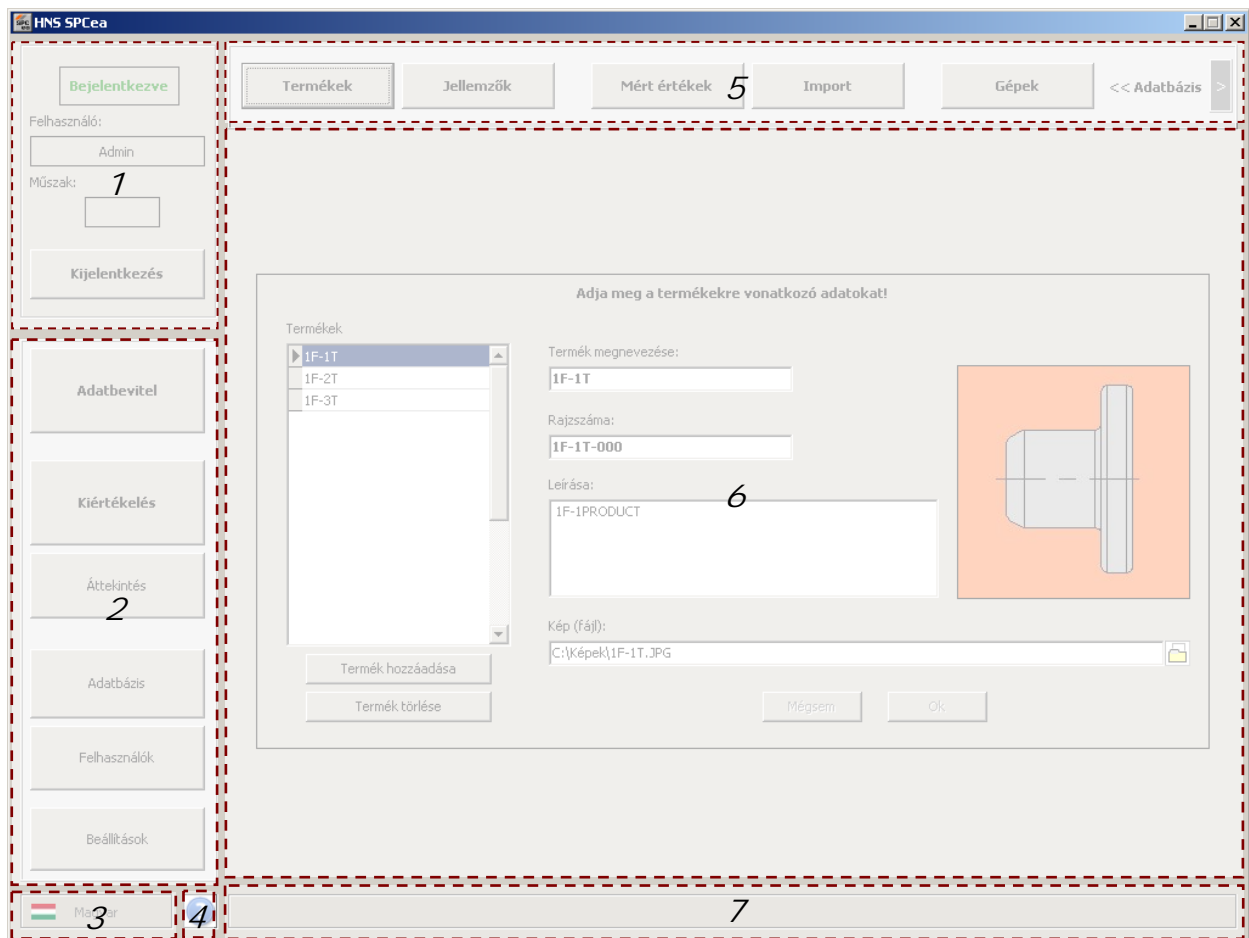 HNS SPCea
Bejelentkezve
Felhasználó:
Admin
Műszak:
1
Kijelentkezés
Termékek Jellemzők Mért értékek 5 Import Gépek << Adatbázis >
Adatbevitel
Kiértékelés
Áttekintés
2
Adatbázis
Felhasználók
Beállítások
Adja meg a termékekre vonatkozó adatokat!
Termékek
1F-1T
1F-2T
1F-3T
Termék hozzáadása
Termék törlése
Termék megnevezése:
1F-1T
Rajzszáma:
1F-1T-000
Leírása:
6
1F-1PRODUCT
Kép (fájl):
C:\Képek\1F-1T.JPG
Mégsem Ok
Magyar
3
4
7